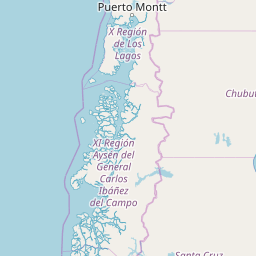 Puerto Montt
X Región
de Los
Lagos
Chubut
XI Región
Aysén del
General
Carlos
Ibáñez
del Campo
Santa Cruz